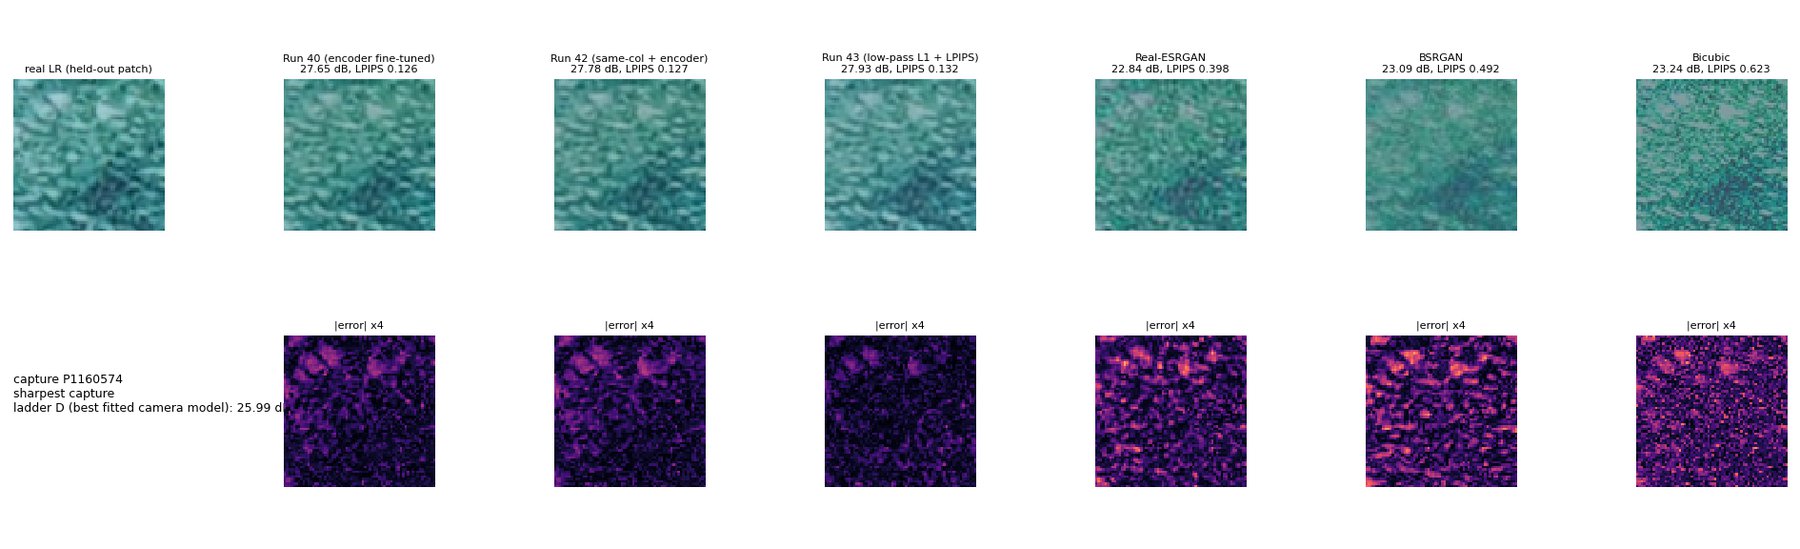 real LR (held-out patch)
Run 40 (encoder fine-tuned)
27.65 dB, LPIPS 0.126
Run 42 (same-col + encoder)
27.78 dB, LPIPS 0.127
Run 43 (low-pass L1 + LPIPS)
27.93 dB, LPIPS 0.132
Real-ESRGAN
22.84 dB, LPIPS 0.398
BSRGAN
23.09 dB, LPIPS 0.492
Bicubic
23.24 dB, LPIPS 0.623
|error| x4
|error| x4
|error| x4
|error| x4
|error| x4
|error| x4
capture P1160574
sharpest capture
ladder D (best fitted camera model): 25.99 d